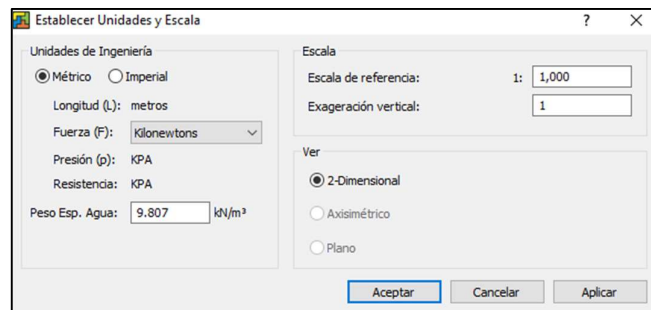 Establecer Unidades y Escala
Unidades de Ingeniería
Métrico Imperial
Longitud (L): metros
Fuerza (F): Kilonewtons
Presión (p): KPA
Resistencia: KPA
Peso Esp. Agua: 9.807 kN/m³
Escala
Escala de referencia: 1: 1,000
Exageración vertical: 1
Ver
2-Dimensional
Axisimétrico
Plano
Aceptar Cancelar Aplicar